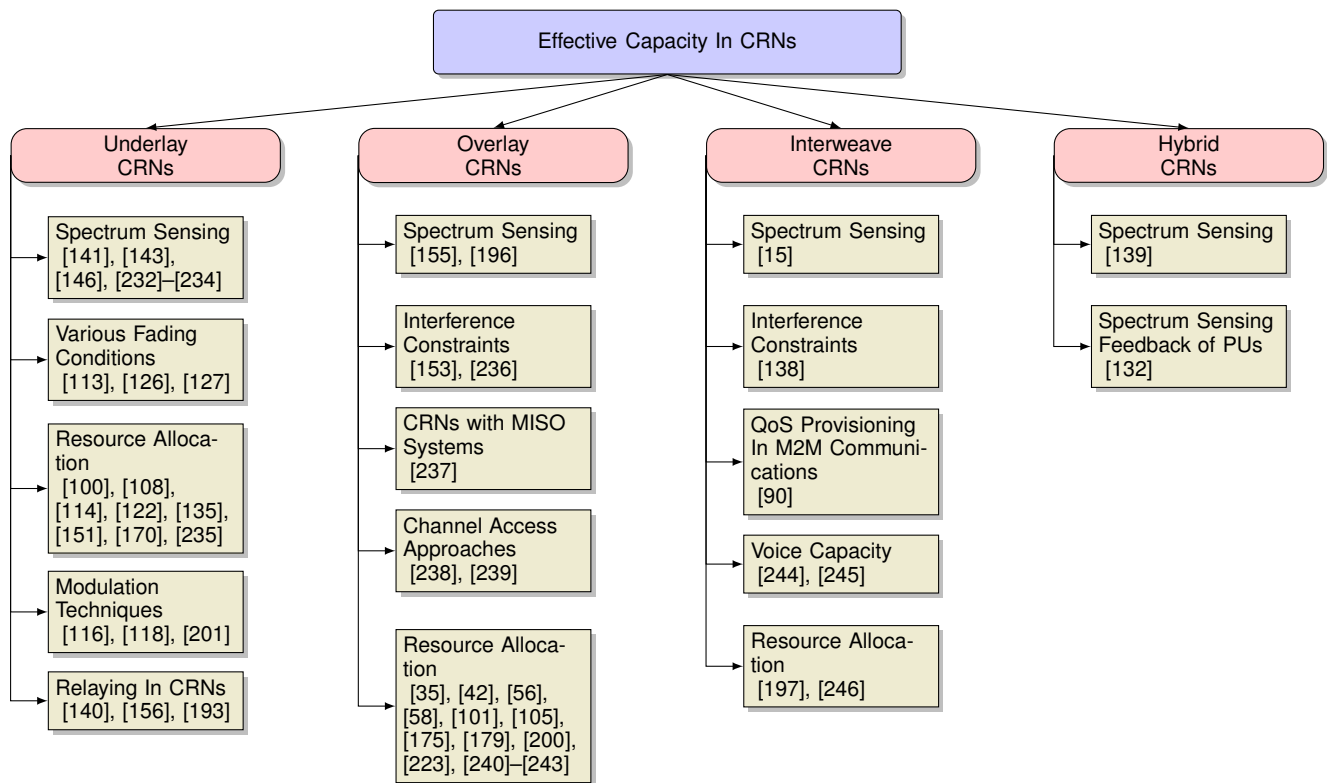 Effective Capacity In CRNs
Underlay
CRNs
Spectrum Sensing
[141], [143],
[146], [232]–[234]
Various Fading
Conditions
[113], [126], [127]
Resource Alloca-
tion
[100], [108],
[114], [122], [135],
[151], [170], [235]
Modulation
Techniques
[116], [118], [201]
Relaying In CRNs
[140], [156], [193]
Overlay
CRNs
Spectrum Sensing
[155], [196]
Interference
Constraints
[153], [236]
CRNs with MISO
Systems
[237]
Channel Access
Approaches
[238], [239]
Resource Alloca-
tion
[35], [42], [56],
[58], [101], [105],
[175], [179], [200],
[223], [240]–[243]
Interweave
CRNs
Spectrum Sensing
[15]
Interference
Constraints
[138]
QoS Provisioning
In M2M Communi-
cations
[90]
Voice Capacity
[244], [245]
Resource Alloca-
tion
[197], [246]
Hybrid
CRNs
Spectrum Sensing
[139]
Spectrum Sensing
Feedback of PUs
[132]